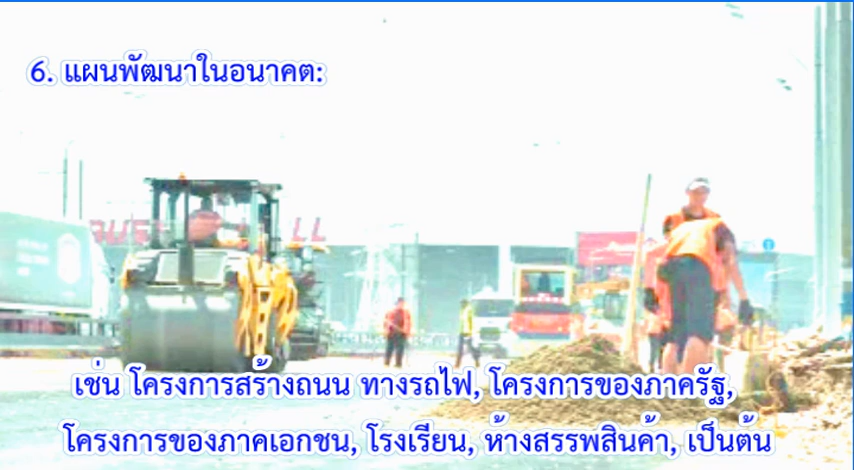 6. แผนพัฒนาในอนาคต:
LL
เช่น โครงการสร้างถนน ทางรถไฟ, โครงการของภาครัฐ,
โครงการของภาคเอกชน, โรงเรียน, ห้างสรรพสินค้า, เป็นต้น